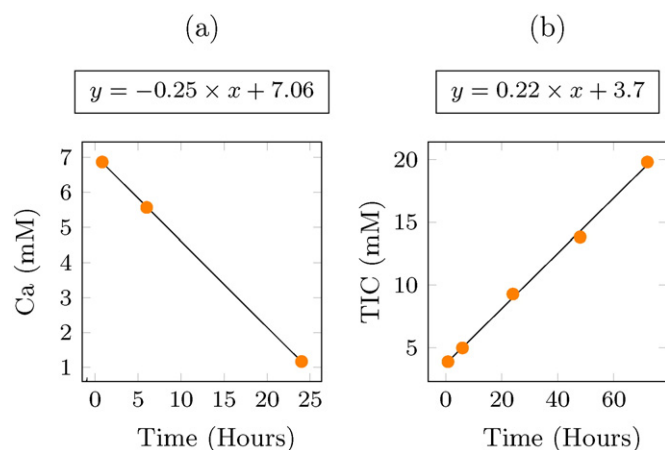 (a)
y = −0.25 × x + 7.06
7
6
5
4
3
2
1
Ca (mM)
0 5 10 15 20 25
Time (Hours)
(b)
y = 0.22 × x + 3.7
20
15
10
5
TIC (mM)
0 20 40 60
Time (Hours)